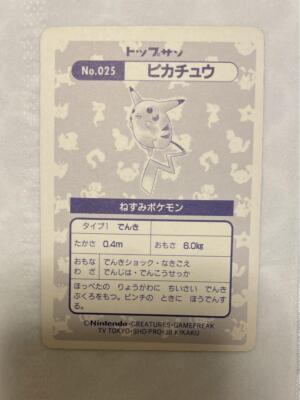 トップサン
No.025 ピカチュウ
ねずみポケモン
タイプ1 でんき
たかさ 0.4m おもさ 6.0kg
おもな でんきショック・なきごえ
わざ でんじは・でんこうせっか
ほっぺたの りょうかわに ちいさい でんき
ぶくろをもつ。ピンチの ときに ほうでんす
る。
©Nintendo・CREATURES・GAMEFREAK
TV TOKYO・SHO-PRO・JR KIKAKU